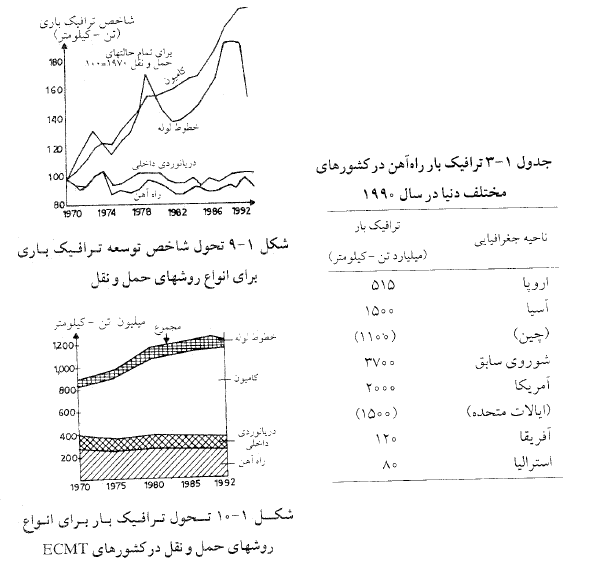 شاخص ترافیک باری
(تن -کیلومتر)
برای تمام حالتهای
حمل و نقل ۱۹۷۰=۱۰۰
کامیون
خطوط لوله
دریانوردی داخلی
راه آهن
180
160
140
120
100
80
1970 1974 1978 1982 1986 1992
شکل ۱-۹ تحول شاخص توسعه ترافیک باری
برای انواع روشهای حمل و نقل
میلیون تن -کیلومتر
مجموع
خطوط لوله
کامیون
دریانوردی
داخلی
راه آهن
1,200
1,000
800
600
400
200
1970 1975 1980 1985 1992
شکل ۱-۱۰ تحول ترافیک بار برای انواع
روشهای حمل و نقل در کشورهای ECMT
جدول ۱-۳ ترافیک بار راه‌آهن در کشورهای
مختلف دنیا در سال ۱۹۹۰
ناحیه جغرافیایی ترافیک بار
(میلیارد تن -کیلومتر)
اروپا ۵۱۵
آسیا ۱۵۰۰
(چین) (۱۱۰۰)
شوروی سابق ۳۷۰۰
آمریکا ۲۰۰۰
(ایالات متحده) (۱۵۰۰)
آفریقا ۱۲۰
استرالیا ۸۰